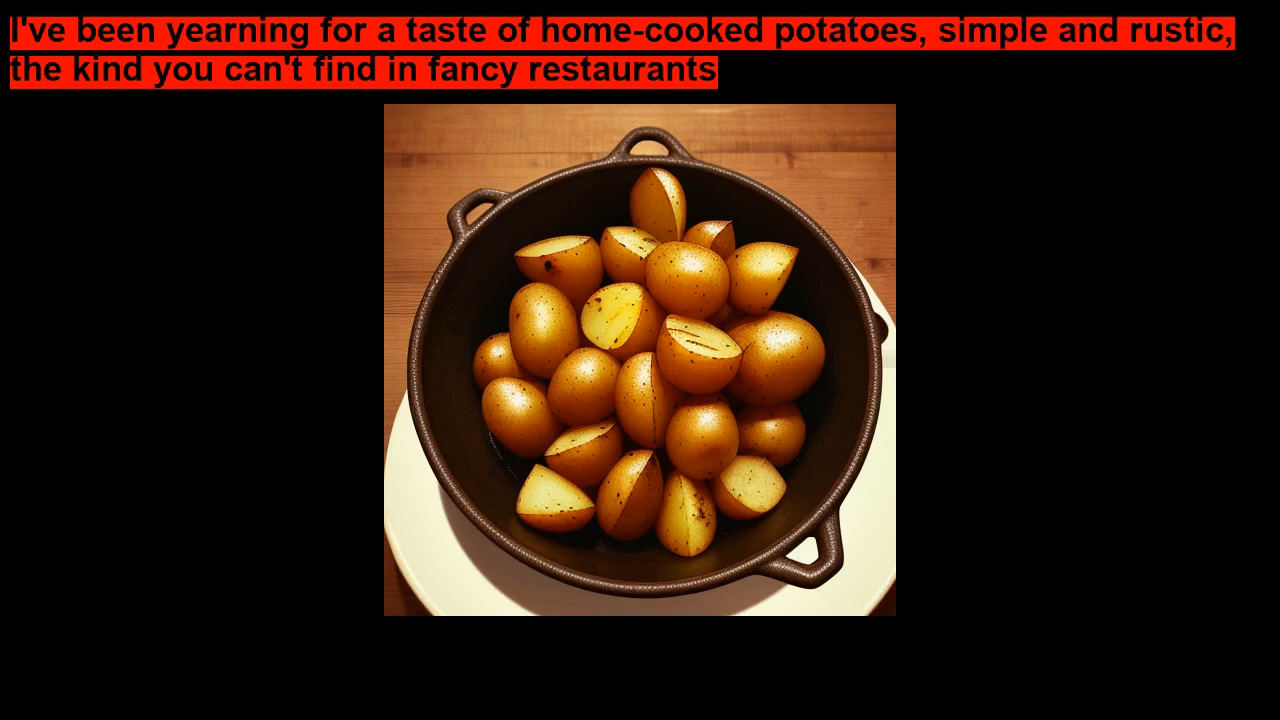 I've been yearning for a taste of home-cooked potatoes, simple and rustic,
the kind you can't find in fancy restaurants